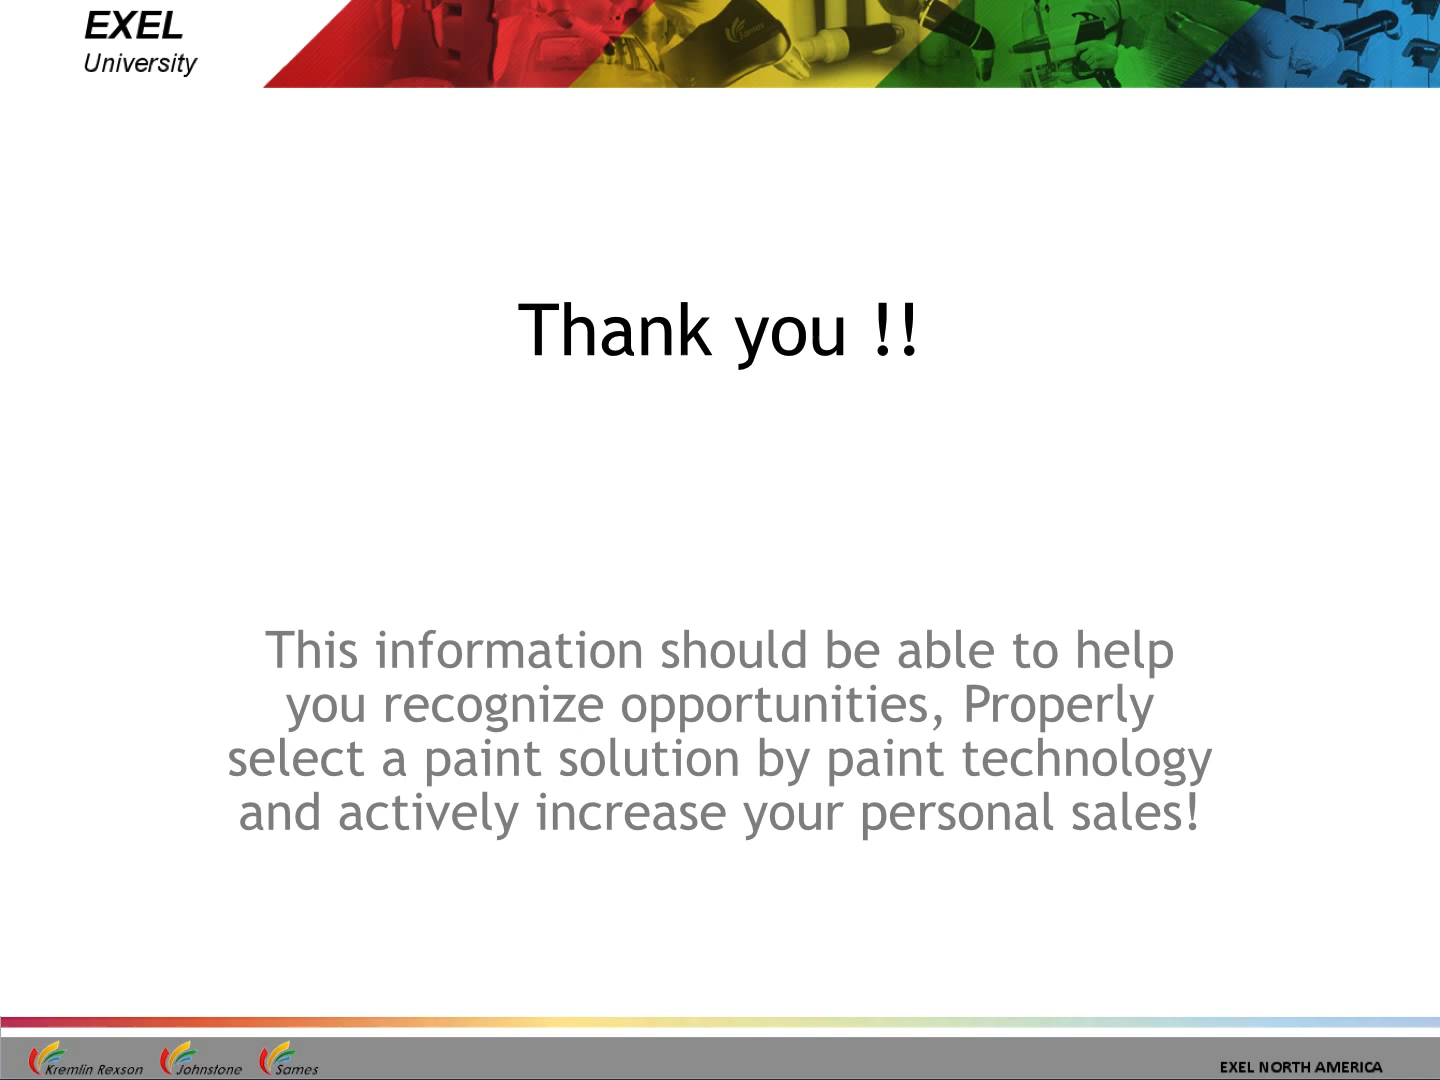 EXEL
University
Sames
Thank you !!
This information should be able to help
you recognize opportunities, Properly
select a paint solution by paint technology
and actively increase your personal sales!
Kremlin Rexson
Johnstone
Sames
EXEL NORTH AMERICA